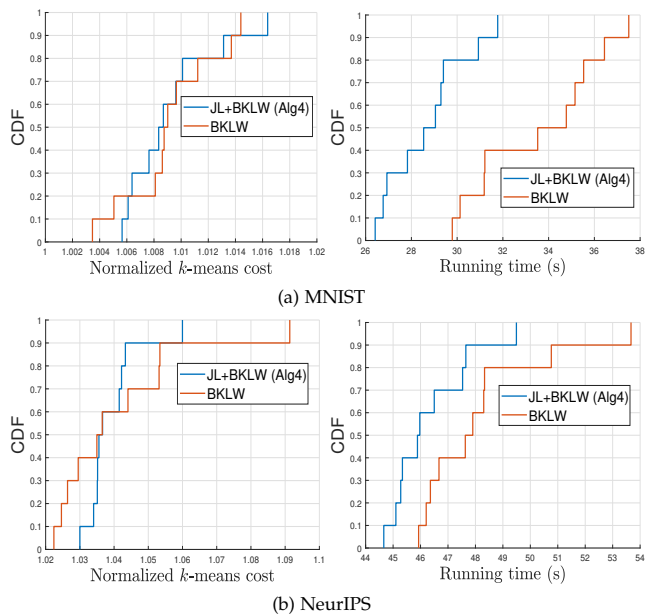 1
0.9
0.8
0.7
0.6
0.5
0.4
0.3
0.2
0.1
CDF
JL+BKLW (Alg4)
BKLW
1 1.002 1.004 1.006 1.008 1.01 1.012 1.014 1.016 1.018 1.02
Normalized k-means cost
1
0.9
0.8
0.7
0.6
0.5
0.4
0.3
0.2
0.1
CDF
JL+BKLW (Alg4)
BKLW
26 28 30 32 34 36 38
Running time (s)
(a) MNIST
1
0.9
0.8
0.7
0.6
0.5
0.4
0.3
0.2
0.1
CDF
JL+BKLW (Alg4)
BKLW
1.02 1.03 1.04 1.05 1.06 1.07 1.08 1.09 1.1
Normalized k-means cost
1
0.9
0.8
0.7
0.6
0.5
0.4
0.3
0.2
0.1
CDF
JL+BKLW (Alg4)
BKLW
44 45 46 47 48 49 50 51 52 53 54
Running time (s)
(b) NeurIPS